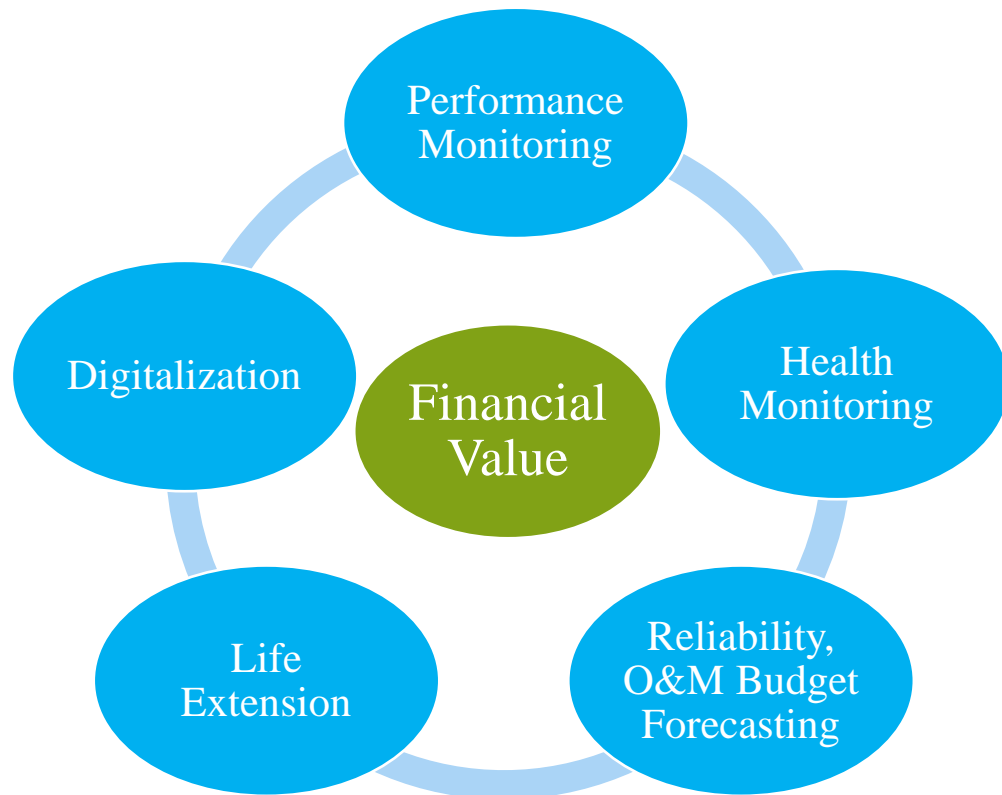 Performance
Monitoring
Health
Monitoring
Reliability,
O&M Budget
Forecasting
Life
Extension
Digitalization
Financial
Value